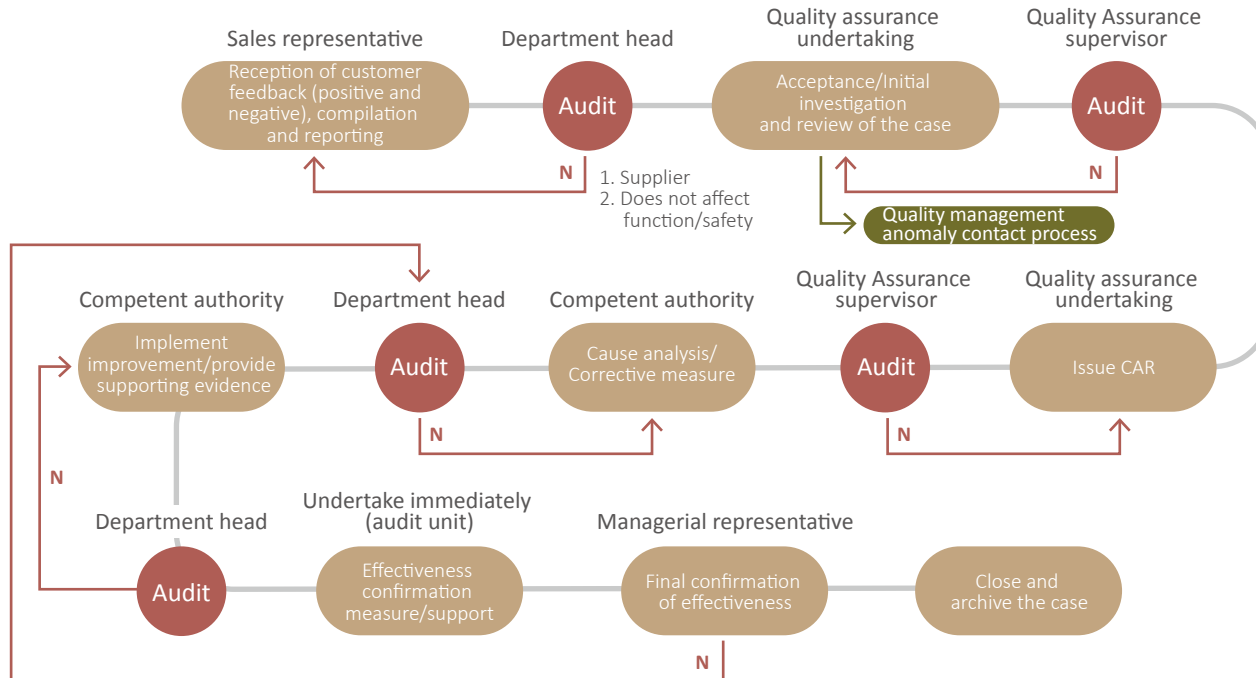 Sales representative
Reception of customer
feedback (positive and
negative), compilation
and reporting
Department head
Audit
N
1. Supplier
2. Does not affect
function/safety
Quality assurance
undertaking
Acceptance/Initial
investigation
and review of the case
Quality management
anomaly contact process
Quality Assurance
supervisor
Audit
N
Quality assurance
undertaking
Issue CAR
Quality Assurance
supervisor
Audit
N
Competent authority
Cause analysis/
Corrective measure
Department head
Audit
N
Competent authority
Implement
improvement/provide
supporting evidence
N
Department head
Audit
Undertake immediately
(audit unit)
Effectiveness
confirmation
measure/support
Managerial representative
Final confirmation
of effectiveness
N
Close and
archive the case